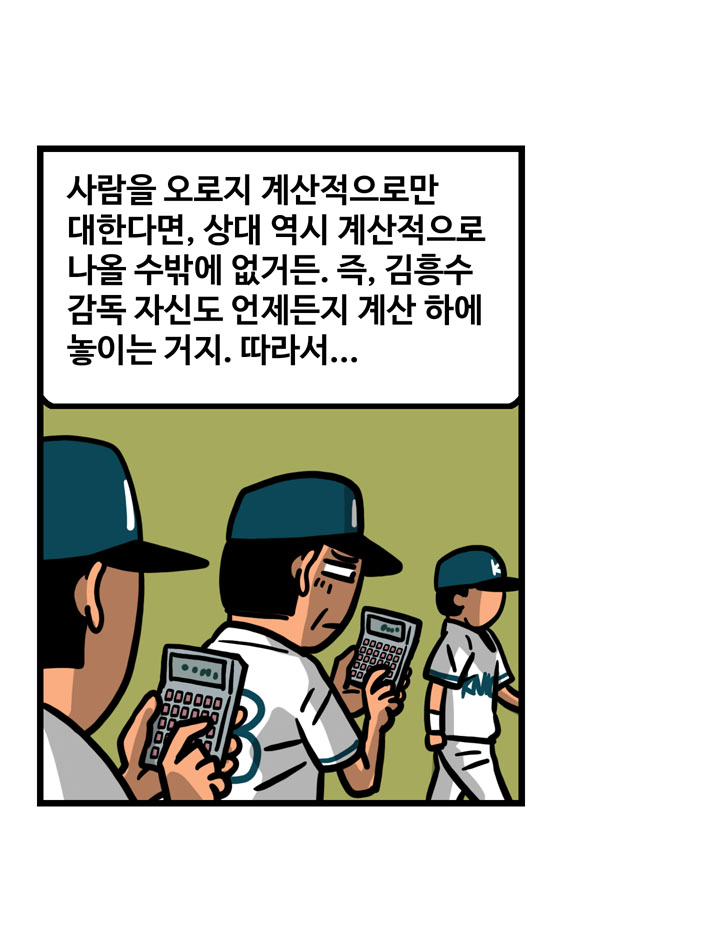 사람을 오로지 계산적으로만
대한다면, 상대 역시 계산적으로
나올 수밖에 없거든. 즉, 김흥수
감독 자신도 언제든지 계산 하에
놓이는 거지. 따라서...
K